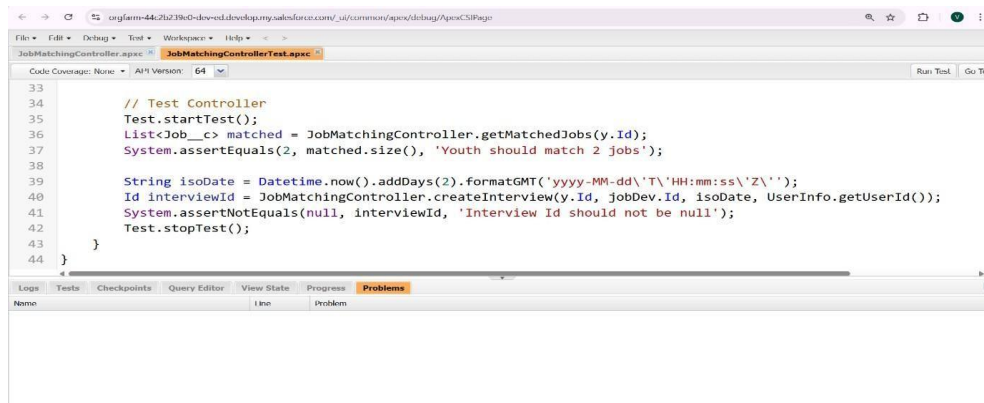 orgfarm-44c2b239e0-dev-ed.develop.my.salesforce.com/_ui/common/apex/debug/ApexCSIPage
File Edit Debug Test Workspace Help < >
JobMatchingController.apxc JobMatchingControllerTest.apxc
Code Coverage: None API Version: 64 Run Test Go T
33
34 // Test Controller
35 Test.startTest();
36 List<Job__c> matched = JobMatchingController.getMatchedJobs(y.Id);
37 System.assertEquals(2, matched.size(), 'Youth should match 2 jobs');
38
39 String isoDate = Datetime.now().addDays(2).formatGMT('yyyy-MM-dd\'T\'HH:mm:ss\'Z\'');
40 Id interviewId = JobMatchingController.createInterview(y.Id, jobDev.Id, isoDate, UserInfo.getUserId());
41 System.assertNotEquals(null, interviewId, 'Interview Id should not be null');
42 Test.stopTest();
43 }
44 }
Logs Tests Checkpoints Query Editor View State Progress Problems
Name Line Problem